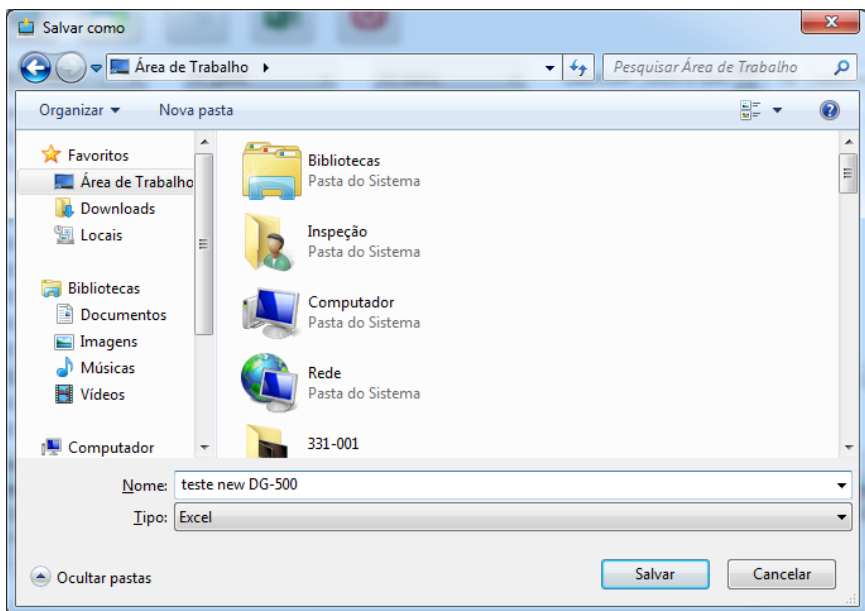 Salvar como
Área de Trabalho
Pesquisar Área de Trabalho
Organizar
Nova pasta
Favoritos
Área de Trabalho
Downloads
Locais
Bibliotecas
Documentos
Imagens
Músicas
Vídeos
Computador
Bibliotecas
Pasta do Sistema
Inspeção
Pasta do Sistema
Computador
Pasta do Sistema
Rede
Pasta do Sistema
331-001
Nome: teste new DG-500
Tipo: Excel
Ocultar pastas
Salvar
Cancelar